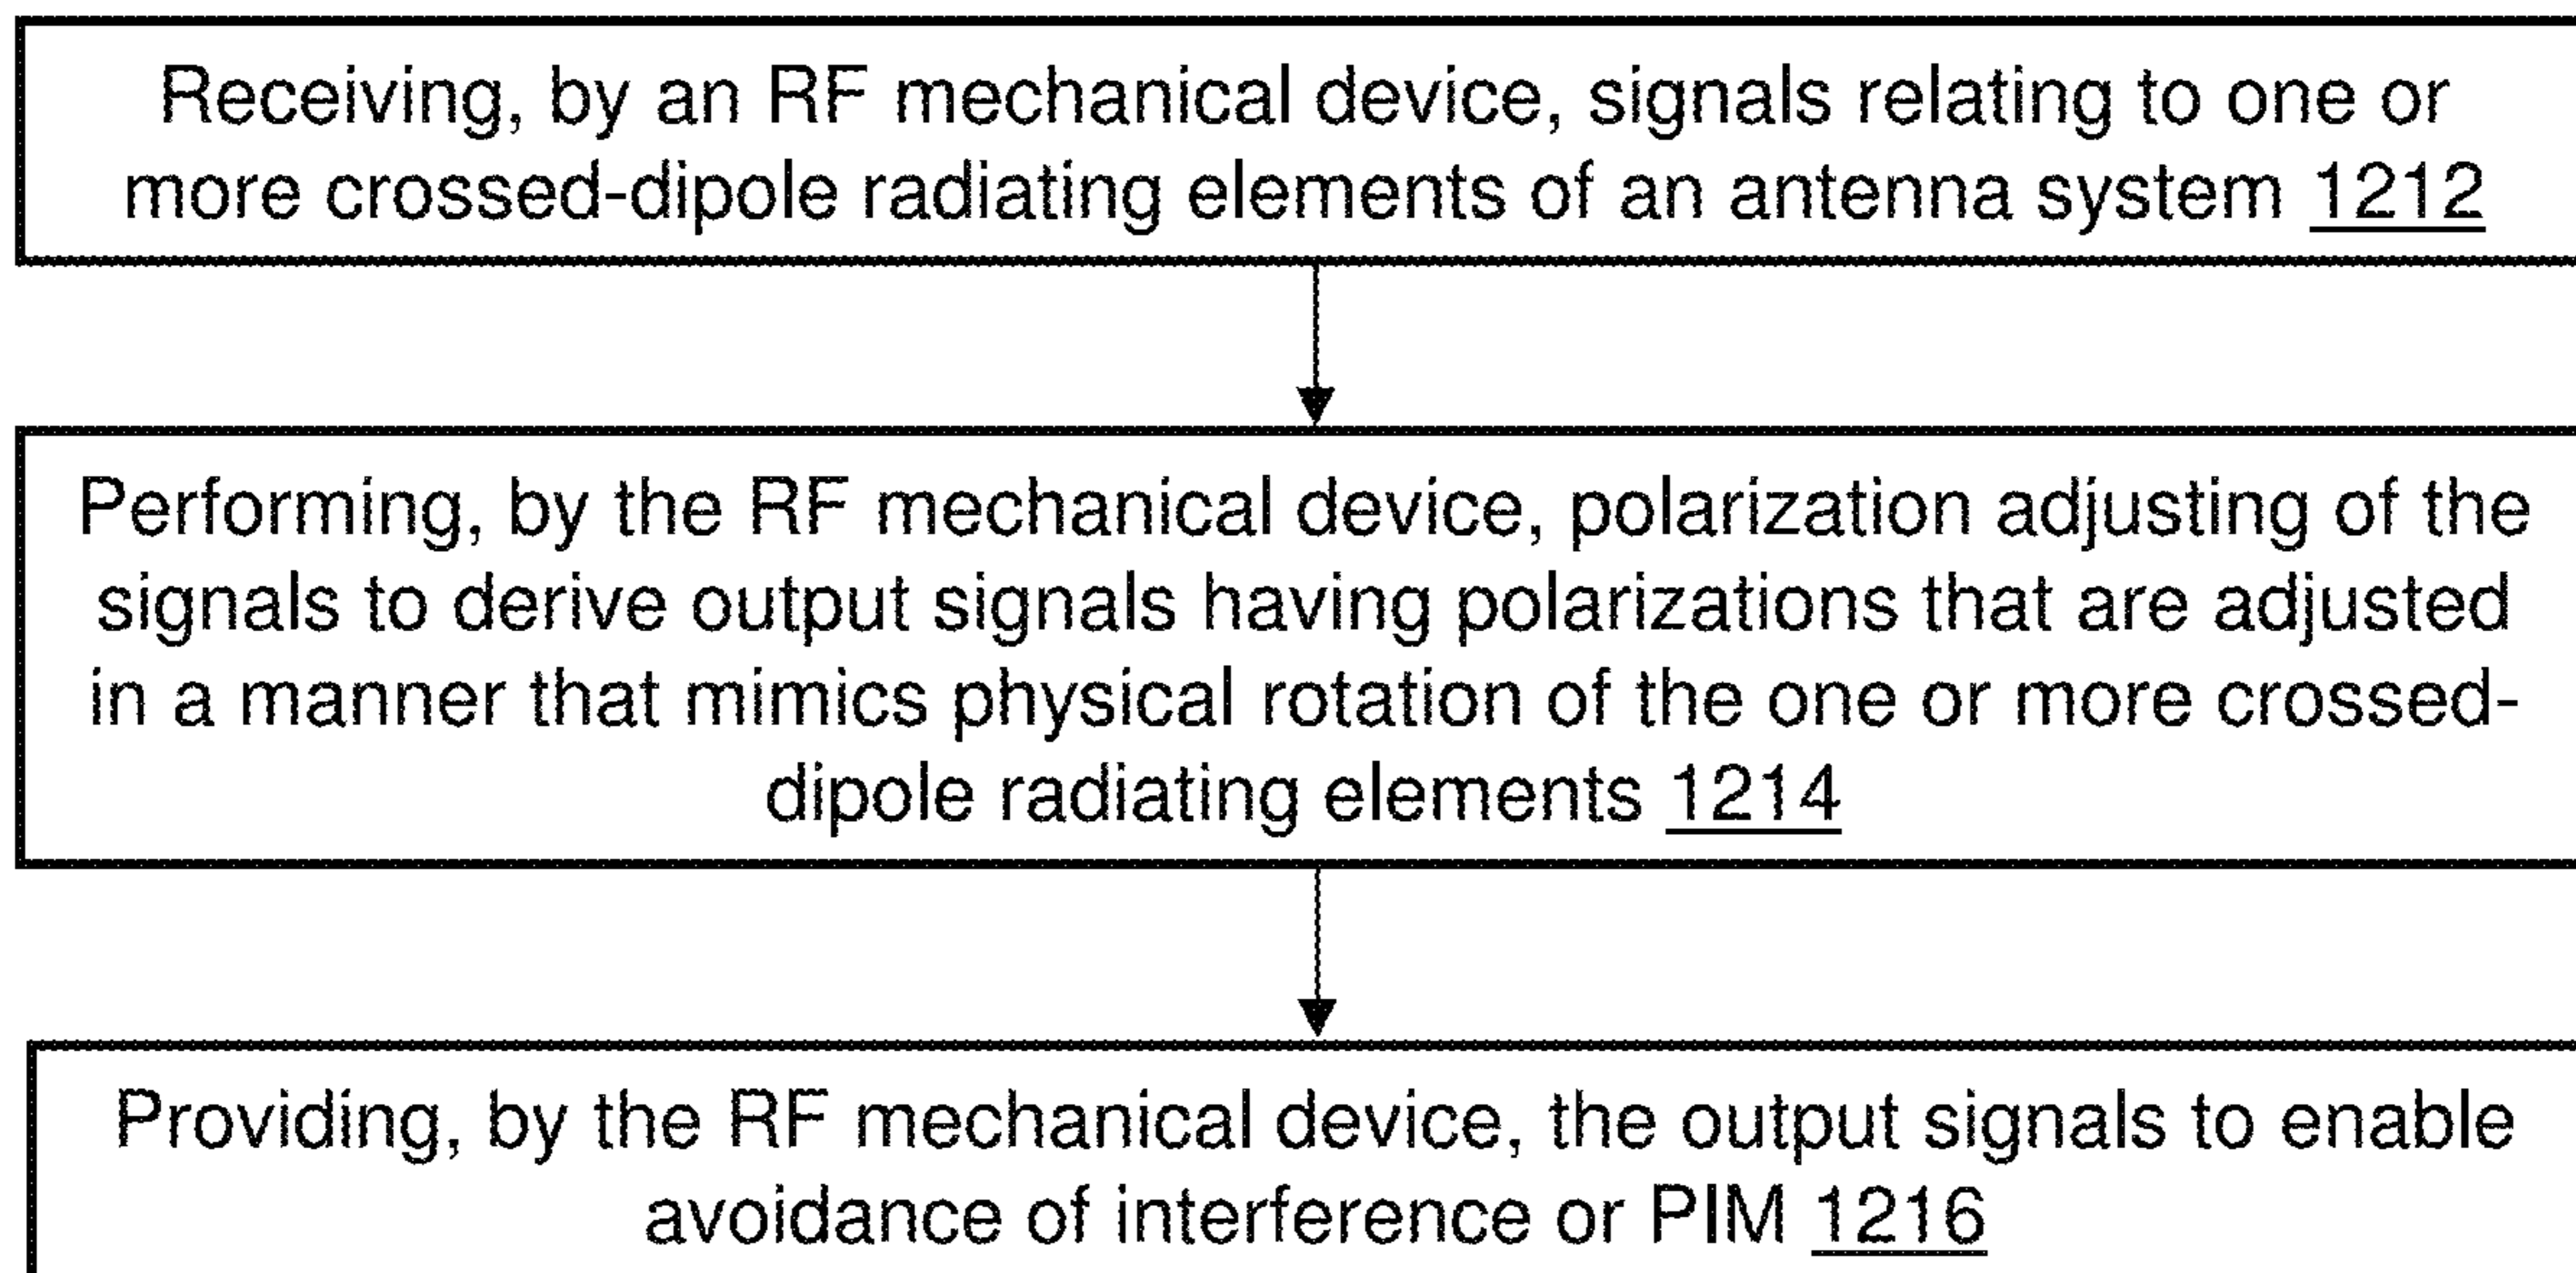 Receiving, by an RF mechanical device, signals relating to one or
more crossed-dipole radiating elements of an antenna system 1212
Performing, by the RF mechanical device, polarization adjusting of the
signals to derive output signals having polarizations that are adjusted
in a manner that mimics physical rotation of the one or more crossed-
dipole radiating elements 1214
Providing, by the RF mechanical device, the output signals to enable
avoidance of interference or PIM 1216